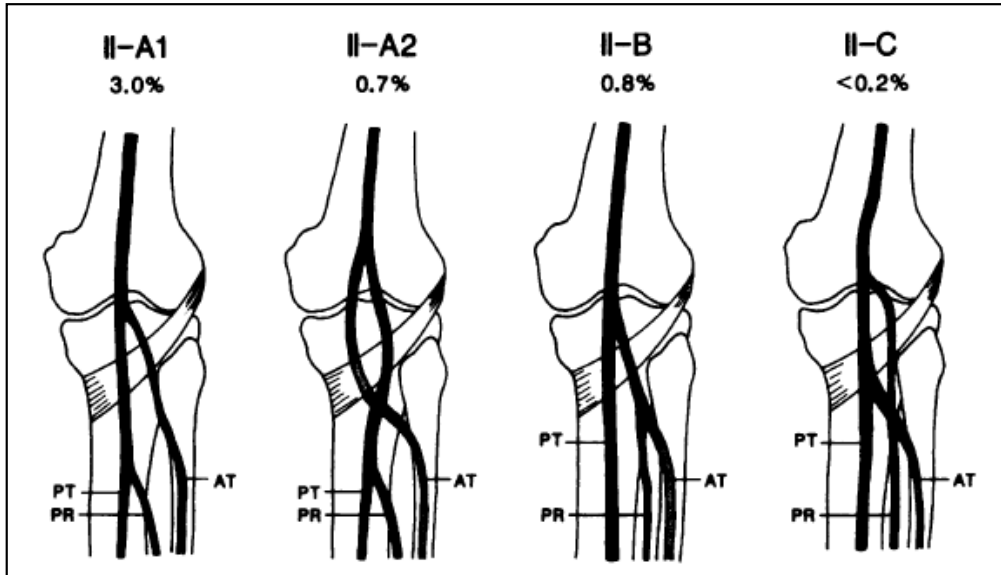 II-A1
3.0%
II-A2
0.7%
II-B
0.8%
II-C
<0.2%
PT
PR
AT
PT
PR
AT
PT
PR
AT
PT
PR
AT